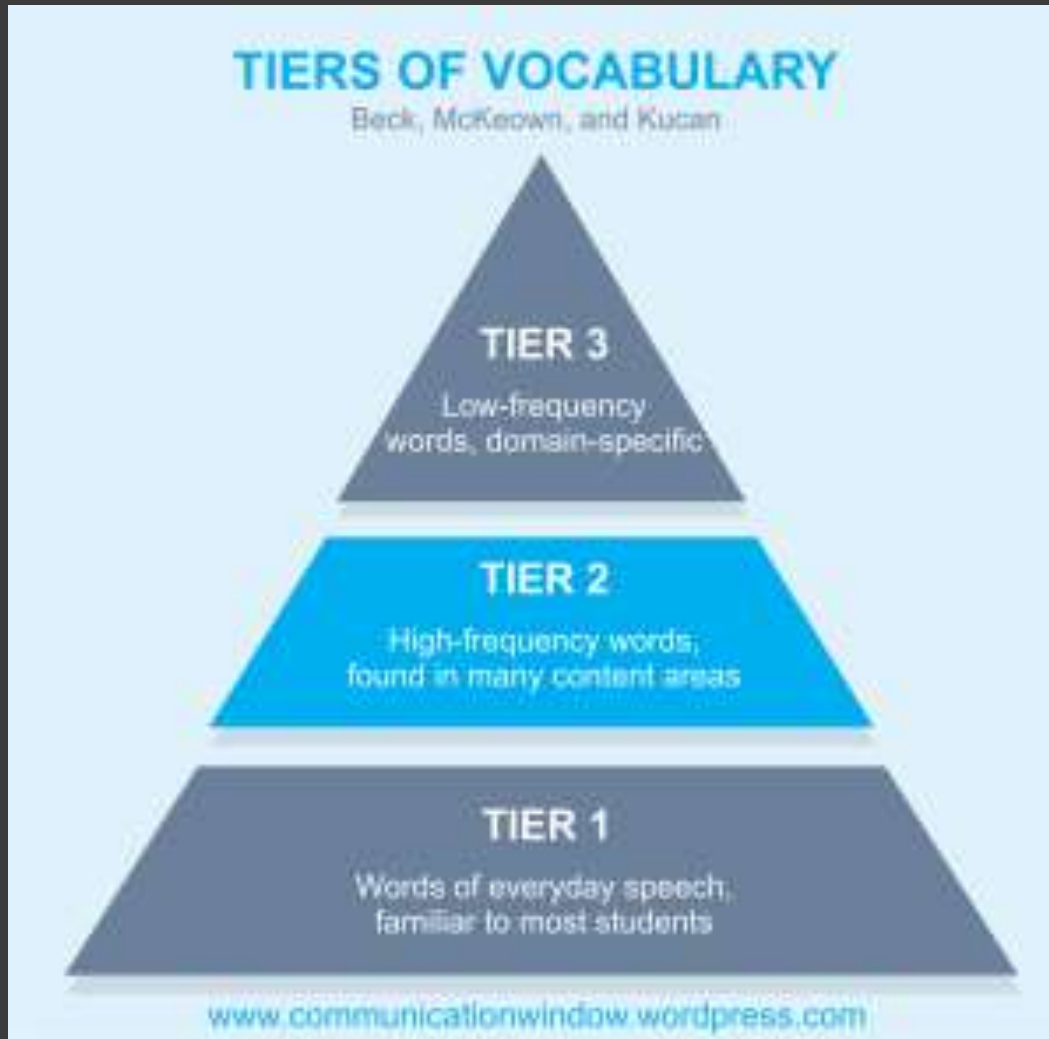 TIERS OF VOCABULARY
Beck, McKeown, and Kucan
TIER 3
Low-frequency
words, domain-specific
TIER 2
High-frequency words,
found in many content areas
TIER 1
Words of everyday speech,
familiar to most students
www.communicationwindow.wordpress.com